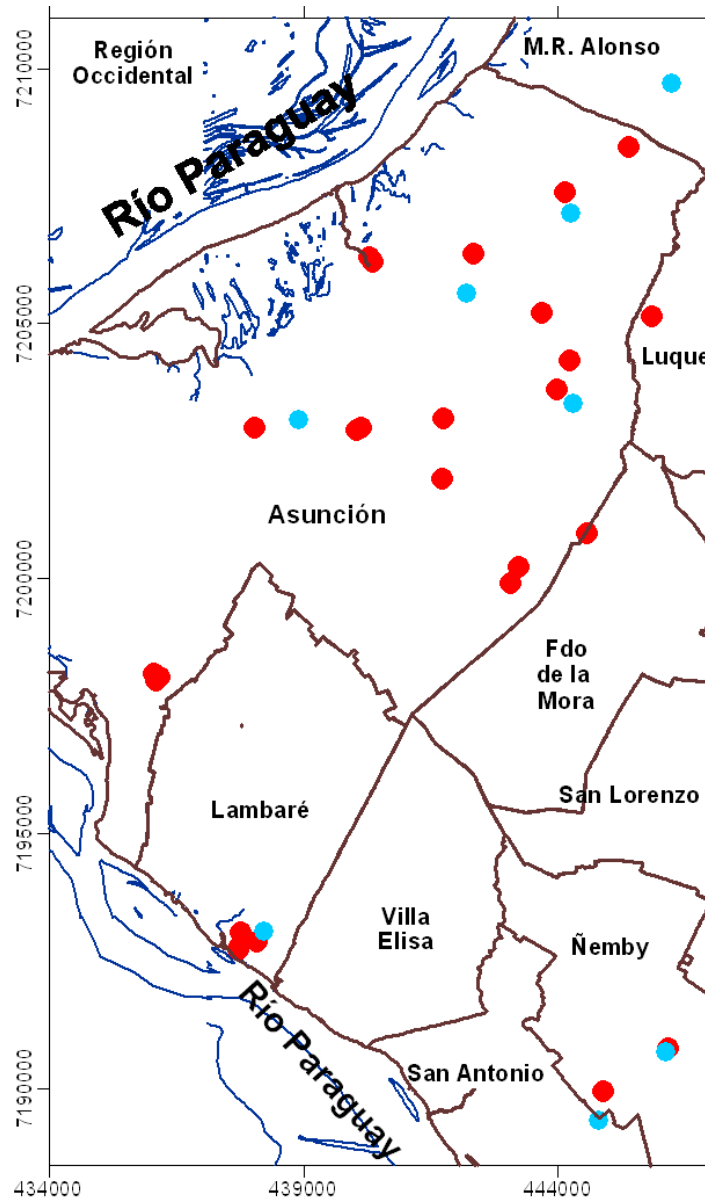 Región
Occidental
M.R. Alonso
7210000
Río Paraguay
7205000
Luque
Asunción
7200000
Fdo
de la
Mora
San Lorenzo
Lambaré
7195000
Villa
Elisa
Ñemby
Río Paraguay
San Antonio
7190000
434000
439000
444000